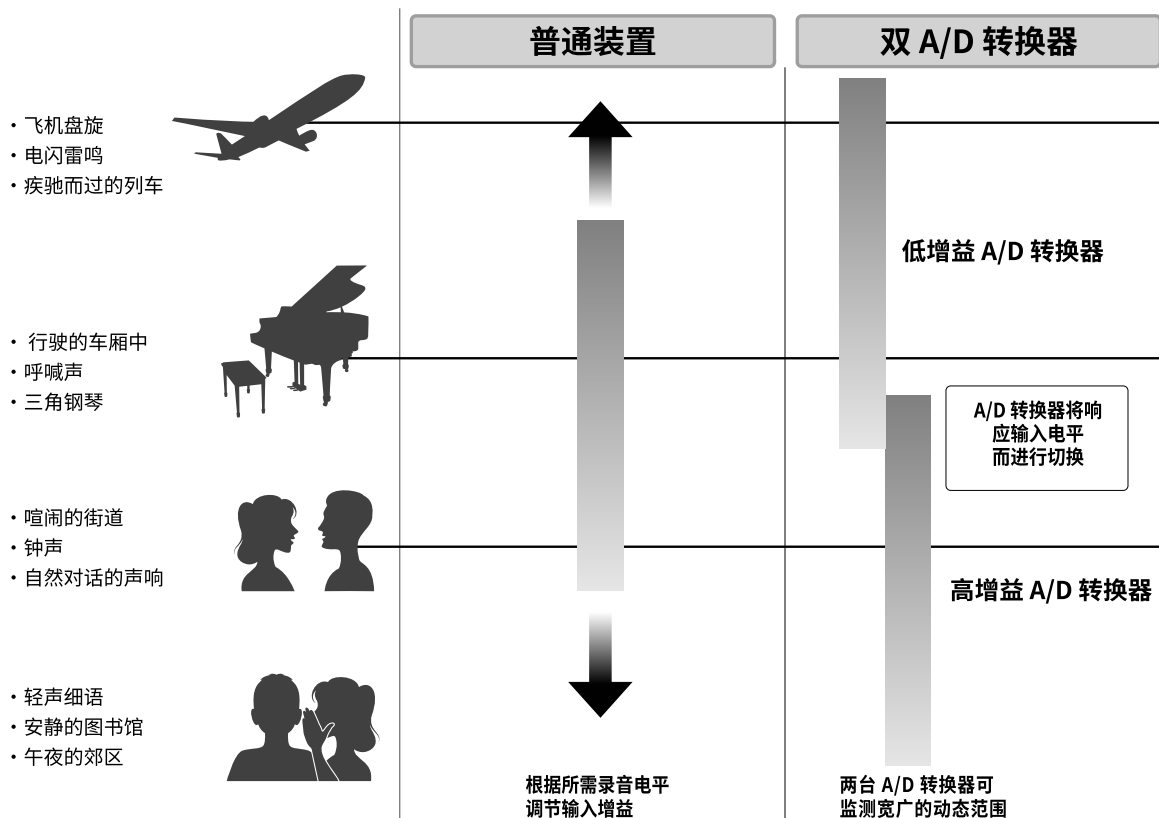 普通装置
双 A/D 转换器
・飞机盘旋
・电闪雷鸣
・疾驰而过的列车
低增益 A/D 转换器
・ 行驶的车厢中
・呼喊声
・三角钢琴
A/D 转换器将响
应输入电平
而进行切换
・喧闹的街道
・钟声
・自然对话的声响
高增益 A/D 转换器
・轻声细语
・安静的图书馆
・午夜的郊区
根据所需录音电平
调节输入增益
两台 A/D 转换器可
监测宽广的动态范围